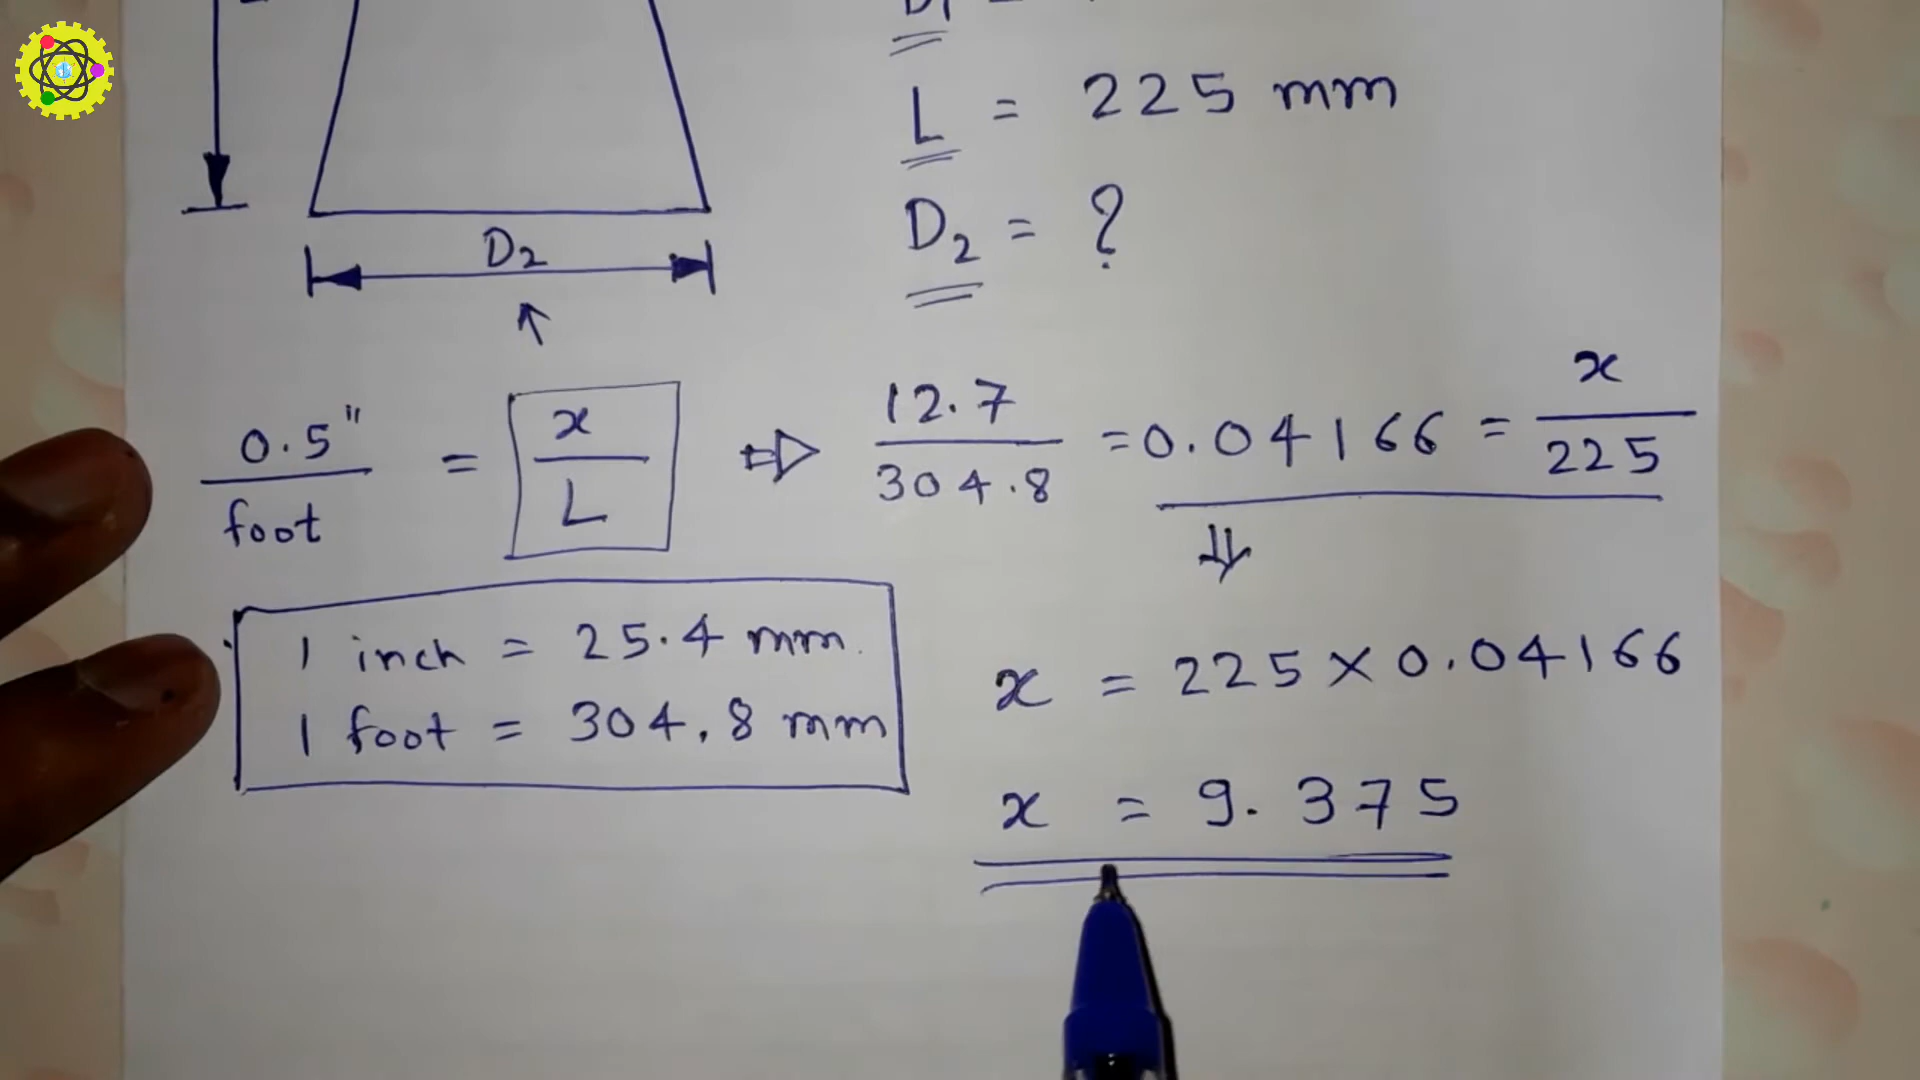 L = 225 mm
D2 = ?
D2
0.5" / foot = x / L ⇒ 12.7 / 304.8 = 0.04166 = x / 225
1 inch = 25.4 mm.
1 foot = 304.8 mm
x = 225 × 0.04166
x = 9.375